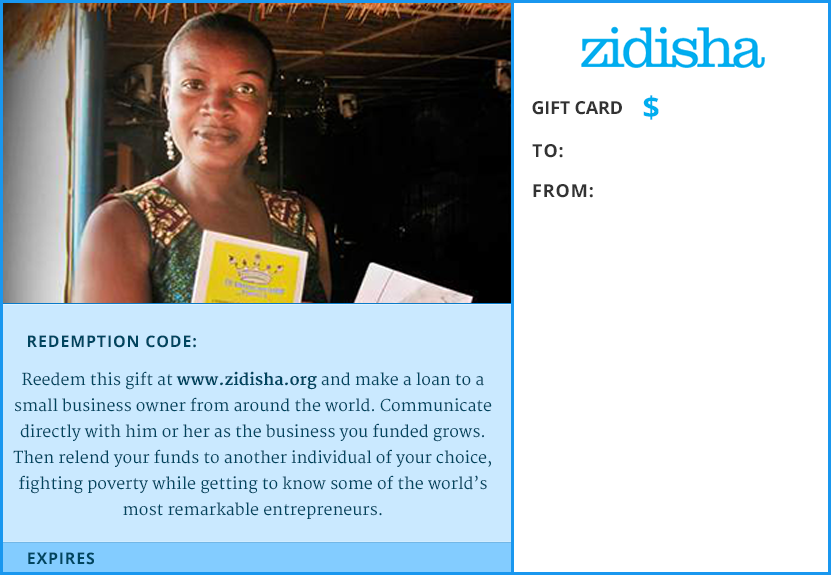 REDEMPTION CODE:
Reedem this gift at www.zidisha.org and make a loan to a
small business owner from around the world. Communicate
directly with him or her as the business you funded grows.
Then relend your funds to another individual of your choice,
fighting poverty while getting to know some of the world's
most remarkable entrepreneurs.
EXPIRES
zidisha
GIFT CARD $
TO:
FROM: